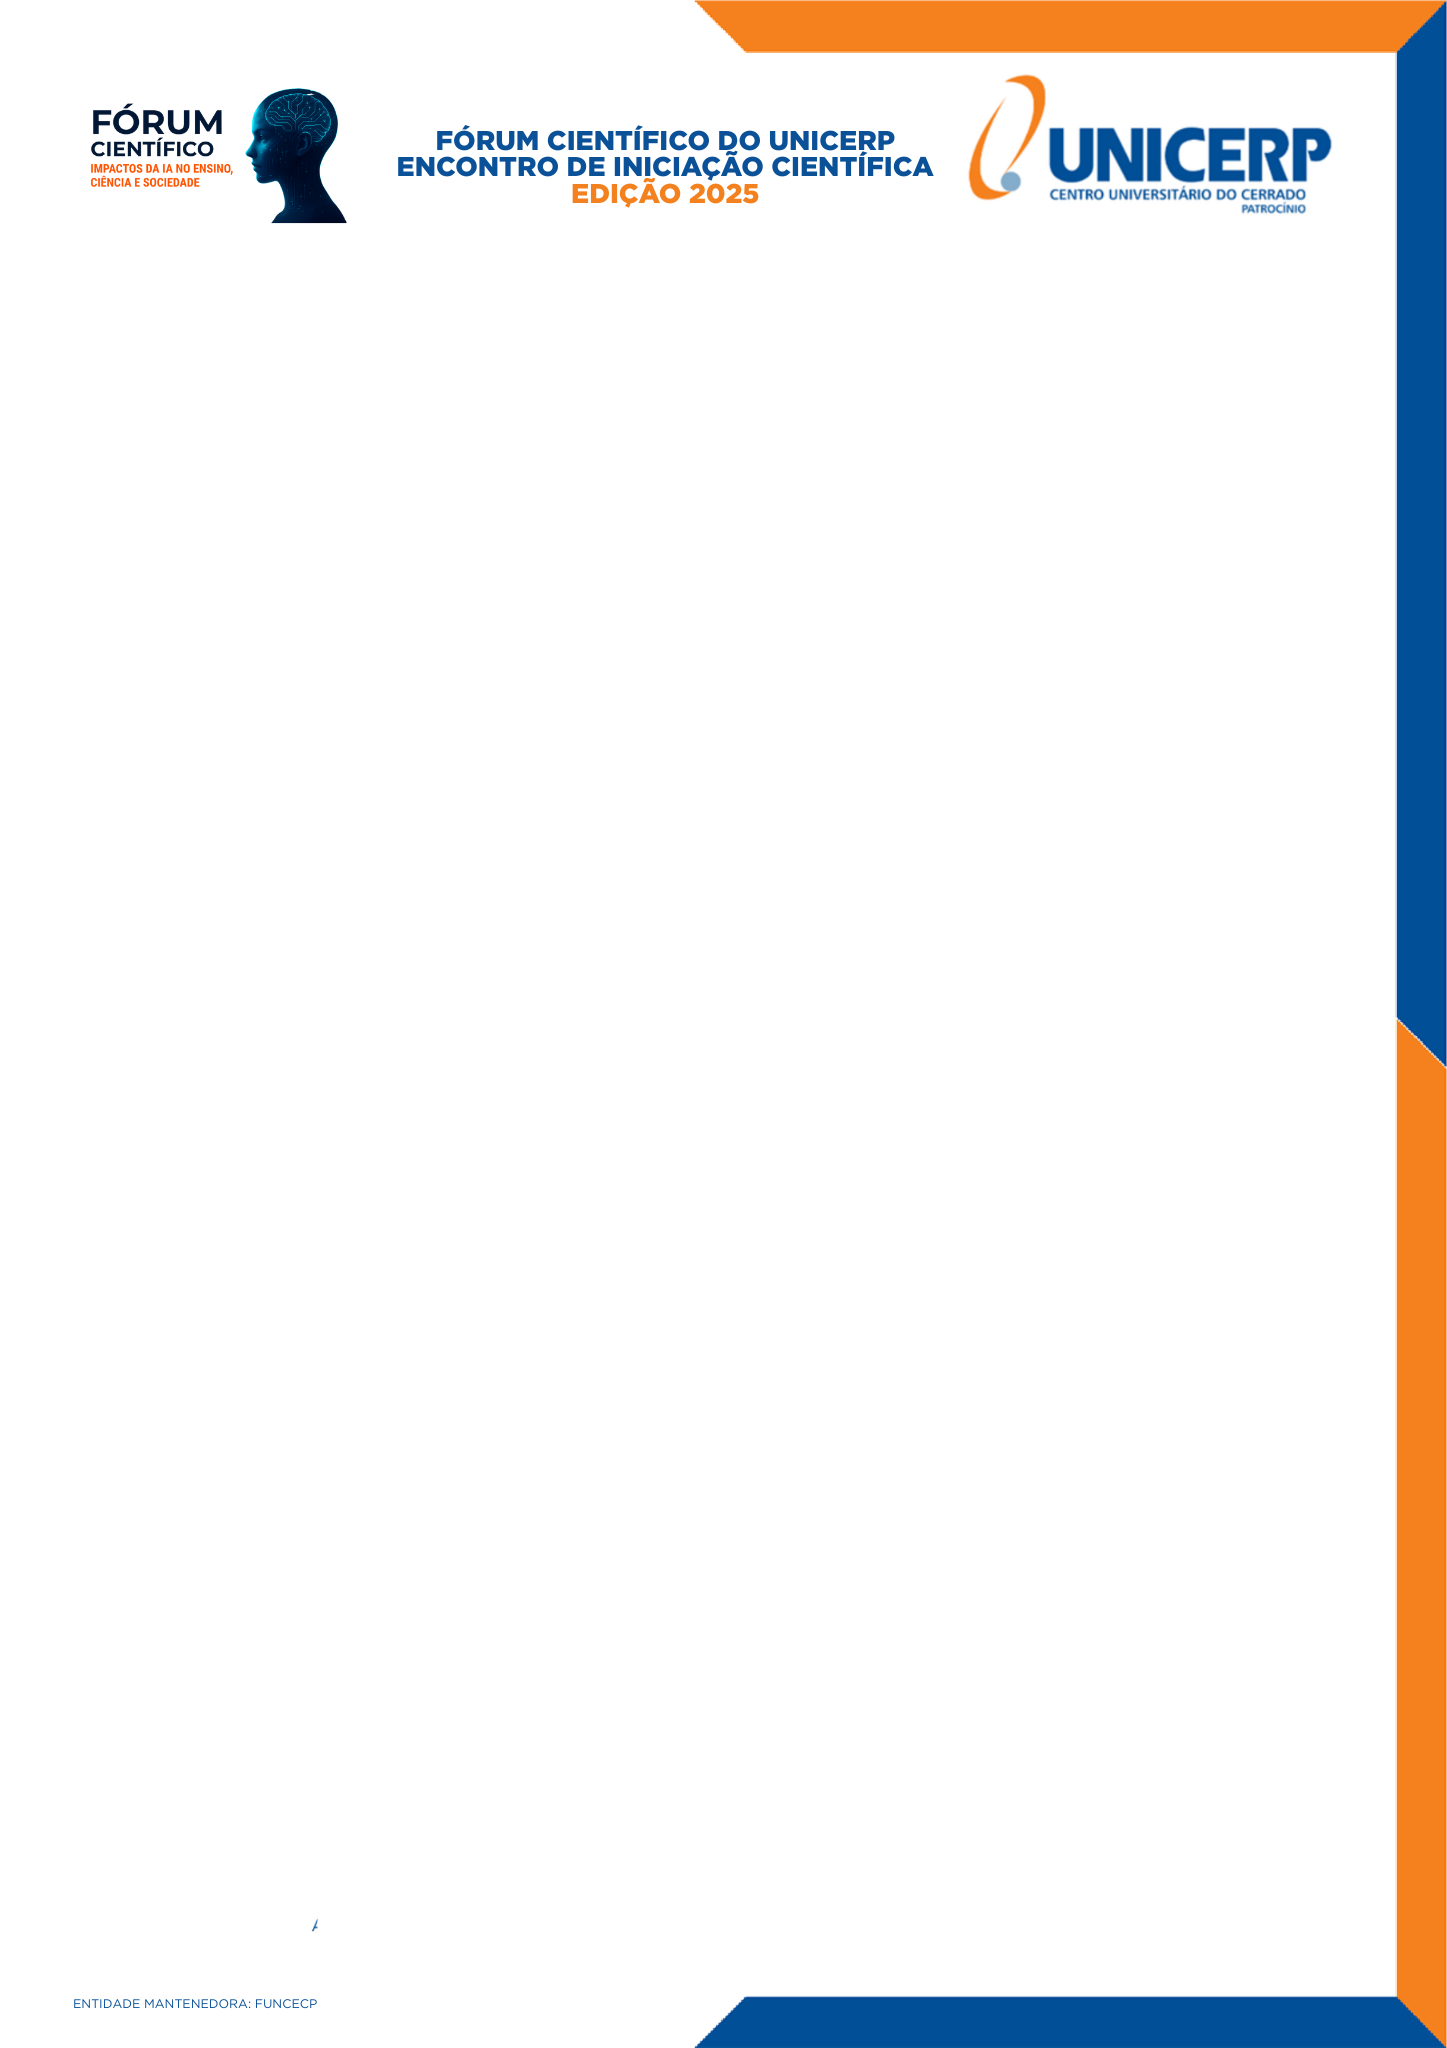 FÓRUM
CIENTÍFICO
IMPACTOS DA IA NO ENSINO,
CIÊNCIA E SOCIEDADE
FÓRUM CIENTÍFICO DO UNICERP
ENCONTRO DE INICIAÇÃO CIENTÍFICA
EDIÇÃO 2025
UNICERP
CENTRO UNIVERSITÁRIO DO CERRADO
PATROCÍNIO
ENTIDADE MANTENEDORA: FUNCECP